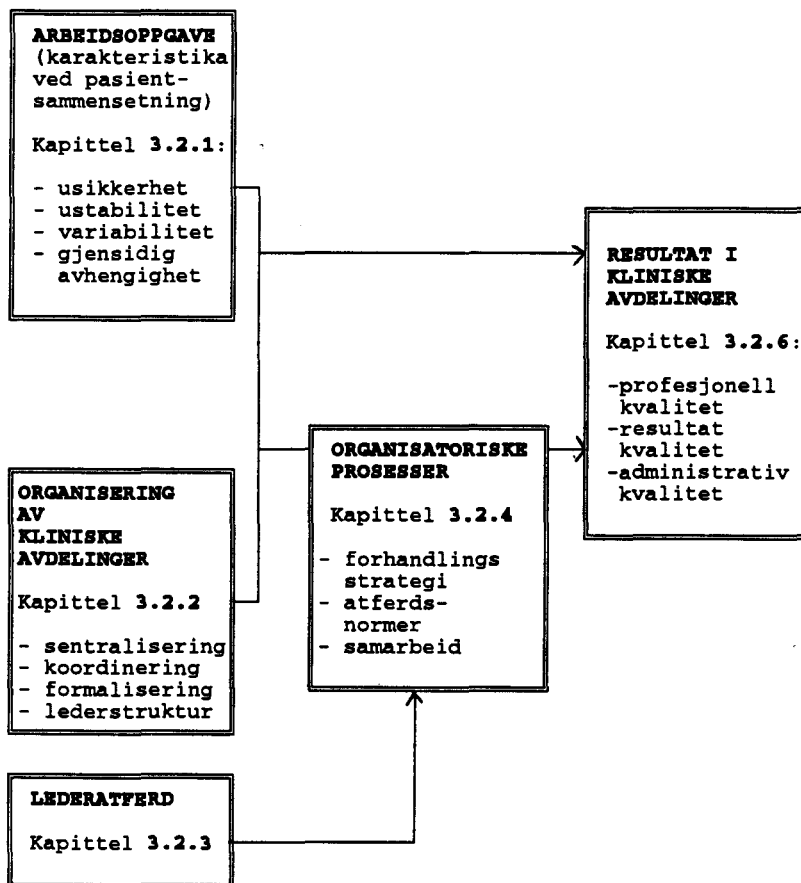 ARBEIDSOPPGAVE
(karakteristika
ved pasient-
sammensetning)
Kapittel 3.2.1:
- usikkerhet
- ustabilitet
- variabilitet
- gjensidig
avhengighet
ORGANISERING
AV
KLINISKE
AVDELINGER
Kapittel 3.2.2
- sentralisering
- koordinering
- formalisering
- lederstruktur
LEDERATFERD
Kapittel 3.2.3
ORGANISATORISKE
PROSESSER
Kapittel 3.2.4
- forhandlings
strategi
- atferds-
normer
- samarbeid
RESULTAT I
KLINISKE
AVDELINGER
Kapittel 3.2.6:
-profesjonell
kvalitet
-resultat
kvalitet
-administrativ
kvalitet